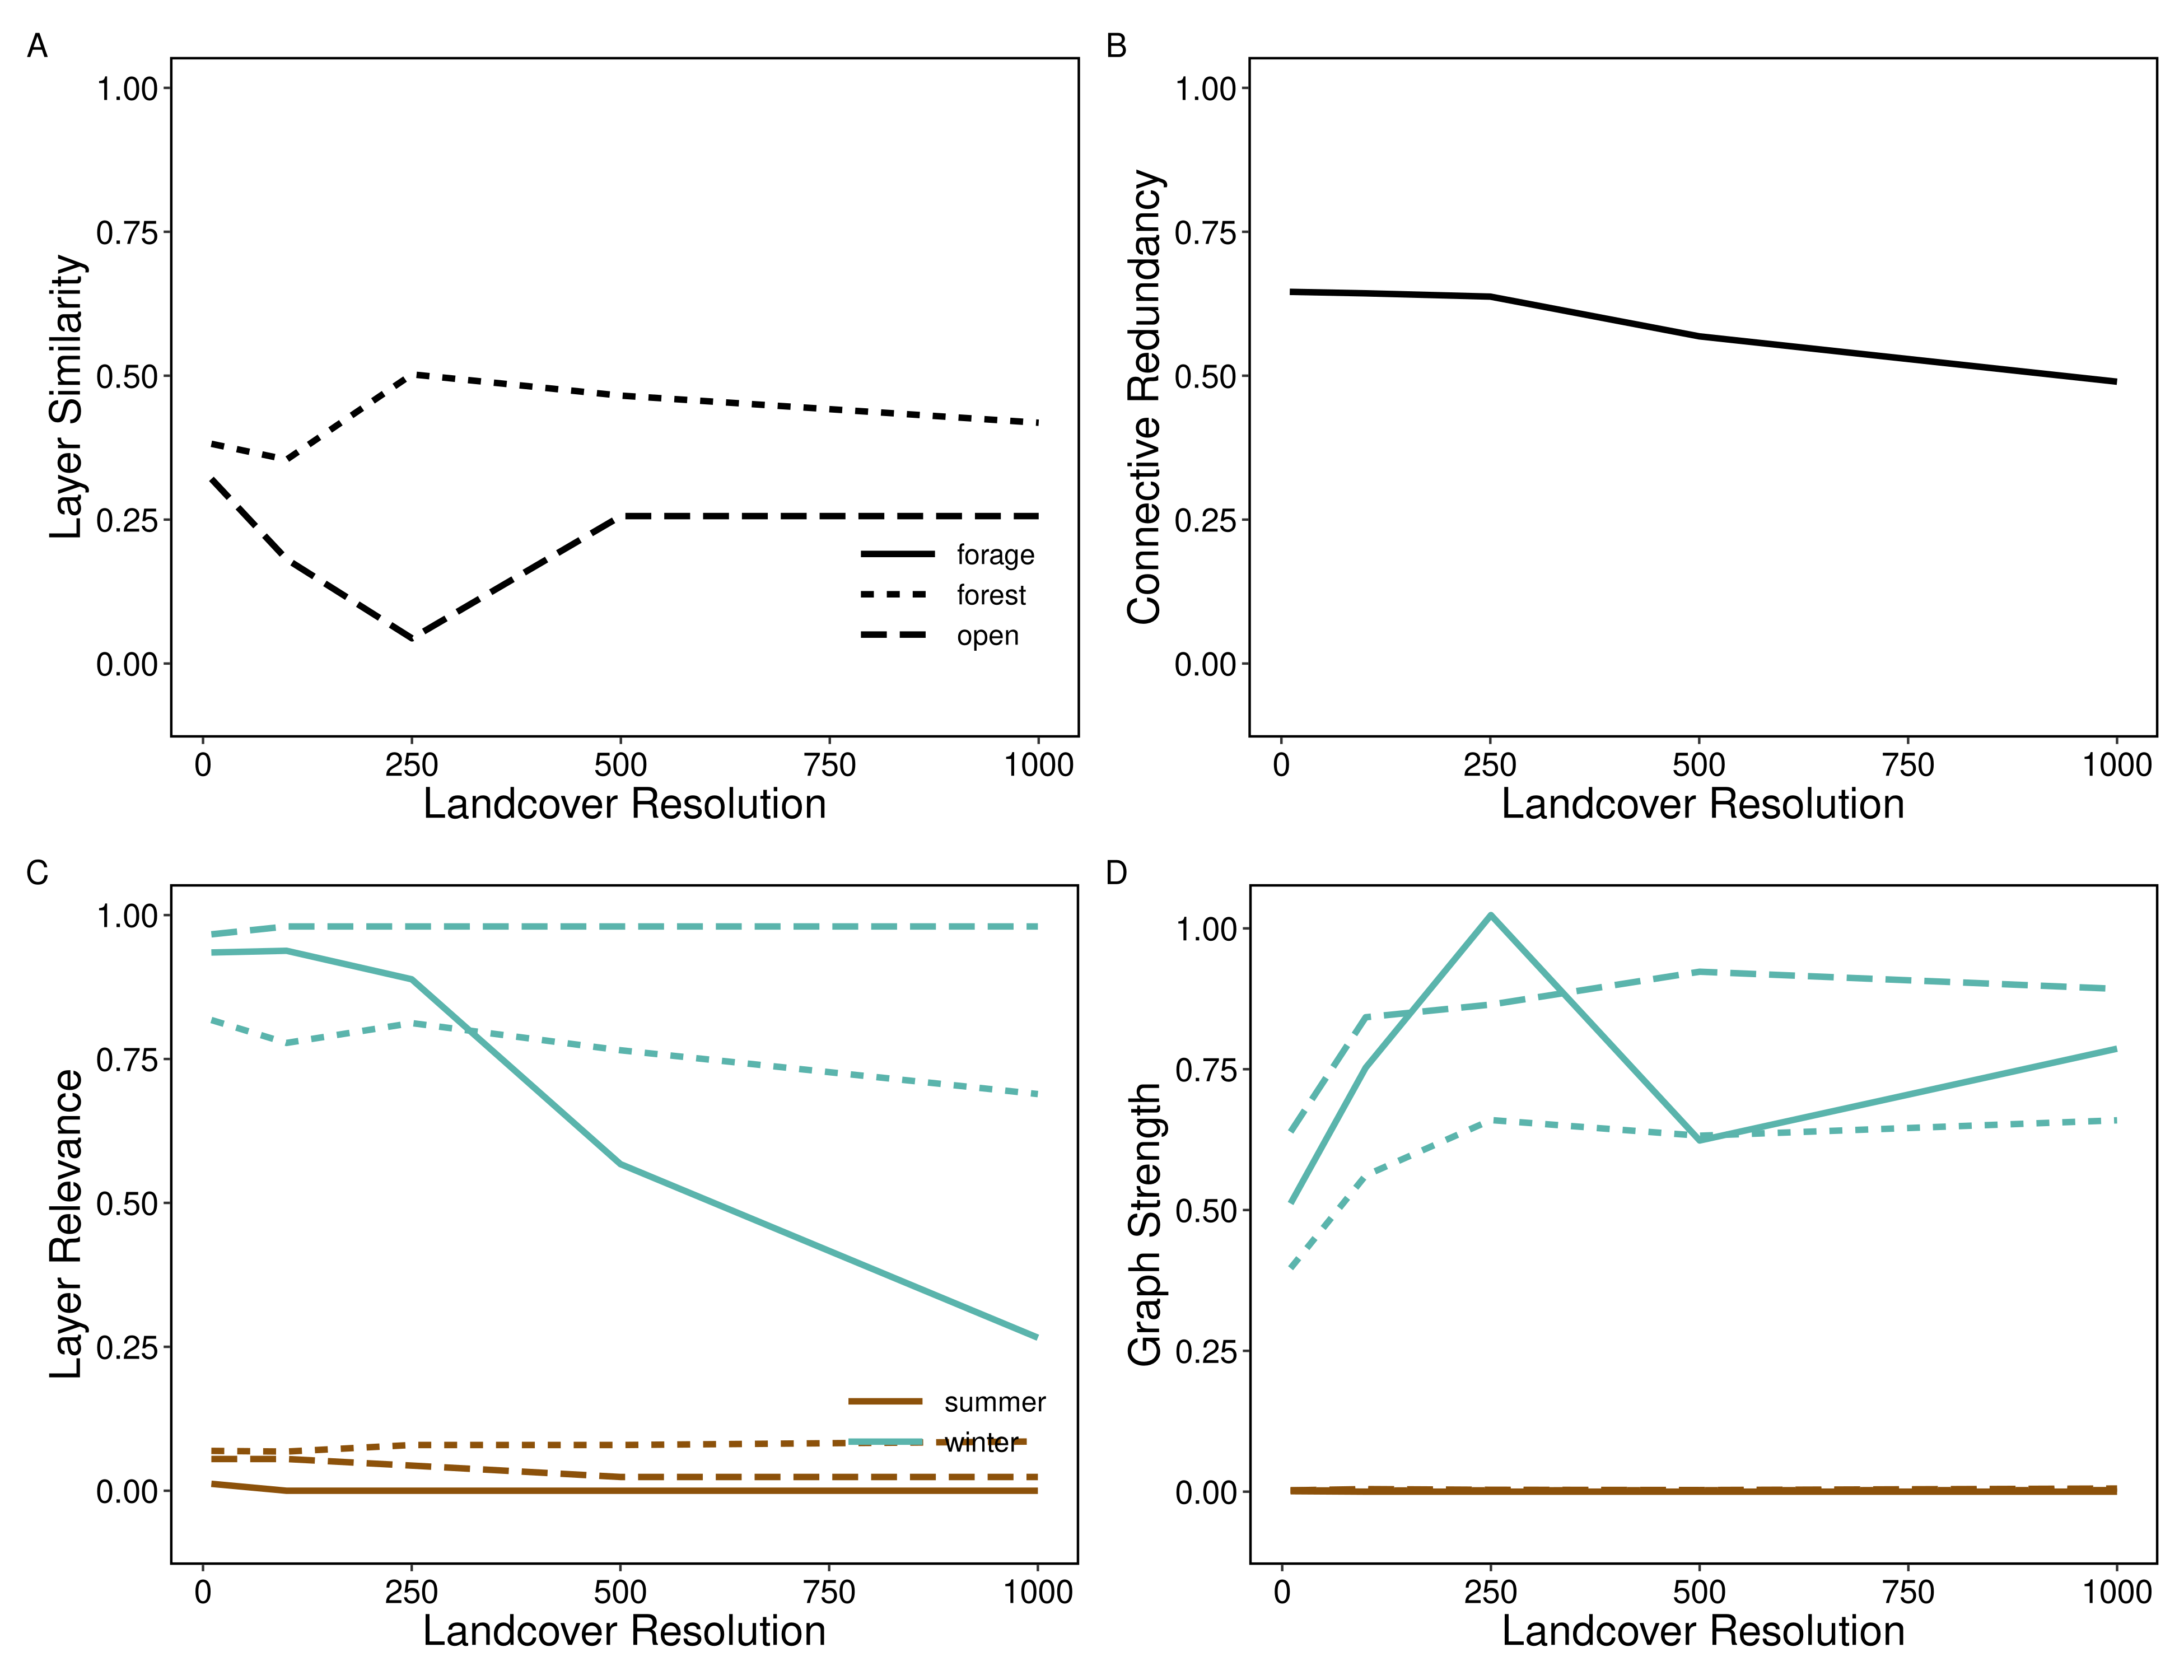 A
Layer Similarity
1.00
0.75
0.50
0.25
0.00
forage
forest
open
0 250 500 750 1000
Landcover Resolution
B
Connective Redundancy
1.00
0.75
0.50
0.25
0.00
0 250 500 750 1000
Landcover Resolution
C
Layer Relevance
1.00
0.75
0.50
0.25
0.00
summer
winter
0 250 500 750 1000
Landcover Resolution
D
Graph Strength
1.00
0.75
0.50
0.25
0.00
0 250 500 750 1000
Landcover Resolution